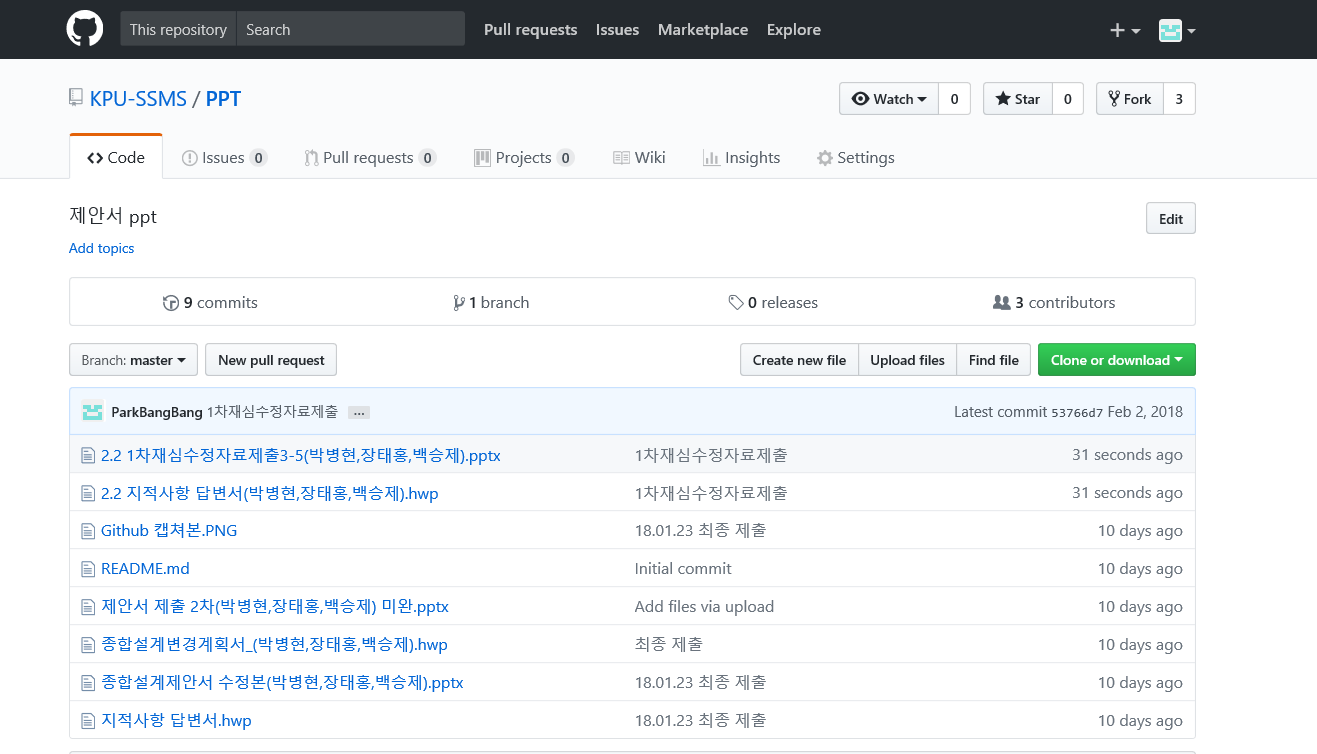 This repository Search Pull requests Issues Marketplace Explore
KPU-SSMS / PPT Watch 0 Star 0 Fork 3
Code Issues 0 Pull requests 0 Projects 0 Wiki Insights Settings
제안서 ppt Edit
Add topics
9 commits 1 branch 0 releases 3 contributors
Branch: master New pull request Create new file Upload files Find file Clone or download
ParkBangBang 1차재심수정자료제출 ... Latest commit 53766d7 Feb 2, 2018
2.2 1차재심수정자료제출3-5(박병현,장태홍,백승제).pptx 1차재심수정자료제출 31 seconds ago
2.2 지적사항 답변서(박병현,장태홍,백승제).hwp 1차재심수정자료제출 31 seconds ago
Github 캡쳐본.PNG 18.01.23 최종 제출 10 days ago
README.md Initial commit 10 days ago
제안서 제출 2차(박병현,장태홍,백승제) 미완.pptx Add files via upload 10 days ago
종합설계변경계획서_(박병현,장태홍,백승제).hwp 최종 제출 10 days ago
종합설계제안서 수정본(박병현,장태홍,백승제).pptx 18.01.23 최종 제출 10 days ago
지적사항 답변서.hwp 18.01.23 최종 제출 10 days ago